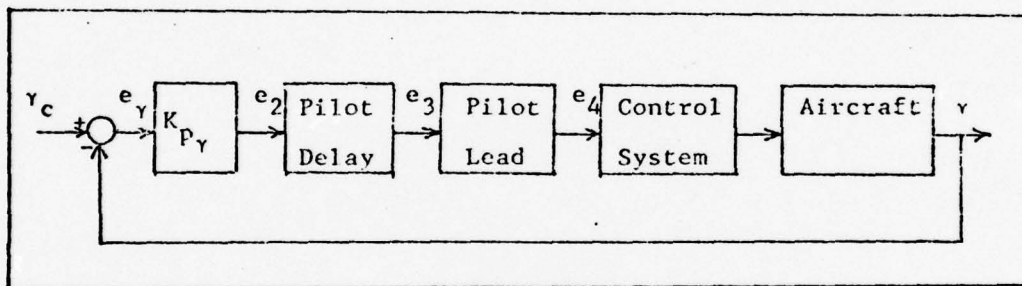 γc
+
-
eγ
Kpγ
e2
Pilot
Delay
e3
Pilot
Lead
e4
Control
System
Aircraft
γ